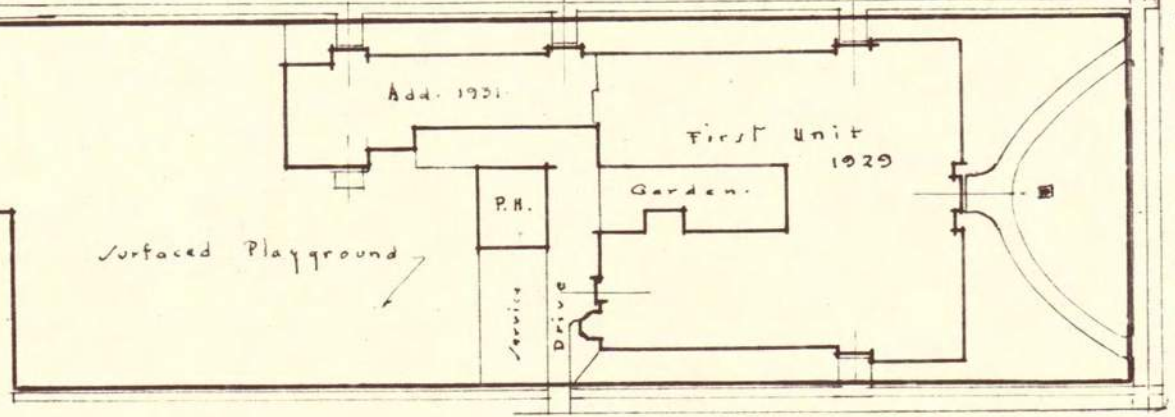 Add. 1931.
First Unit
1929
Garden.
P.H.
Surfaced Playground
Service
Drive